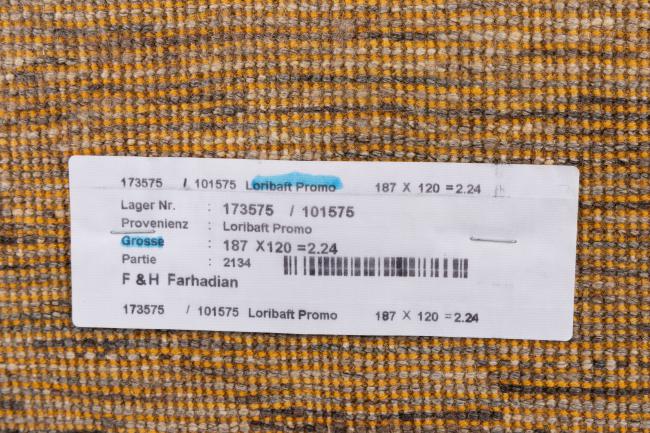 173575 / 101575 Loribaft Promo 187 X 120 =2.24
Lager Nr. : 173575 / 101575
Provenienz : Loribaft Promo
Grosse : 187 X120 =2.24
Partie : 2134
F & H Farhadian
173575 / 101575 Loribaft Promo 187 X 120 =2.24